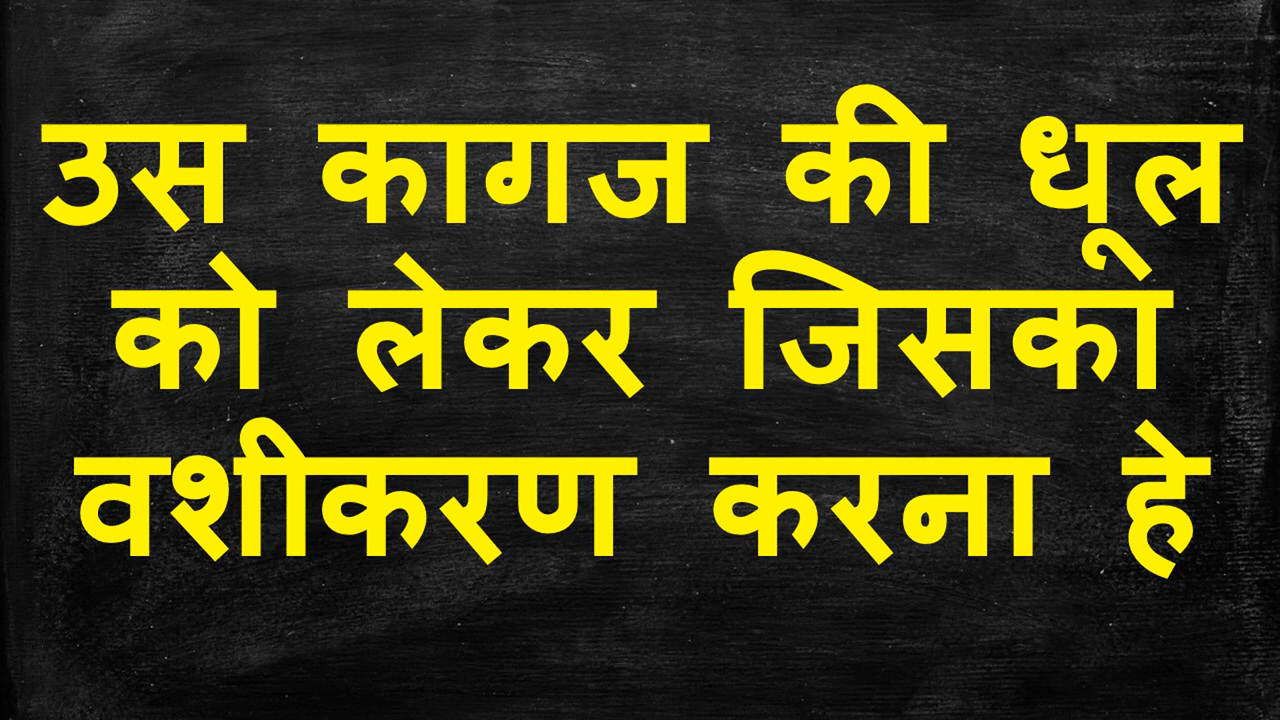 उस कागज की धूल
को लेकर जिसको
वशीकरण करना हे